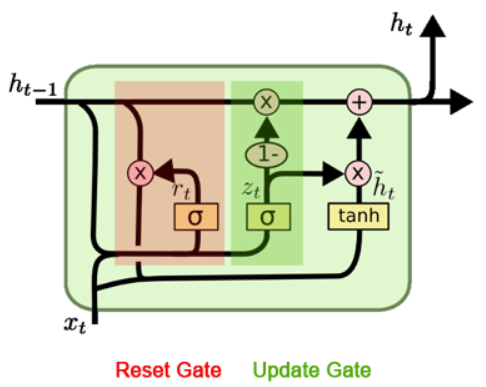 h_t
h_{t-1}
x +
1-
x r_t z_t x h̃_t
σ σ tanh
x_t
Reset Gate Update Gate